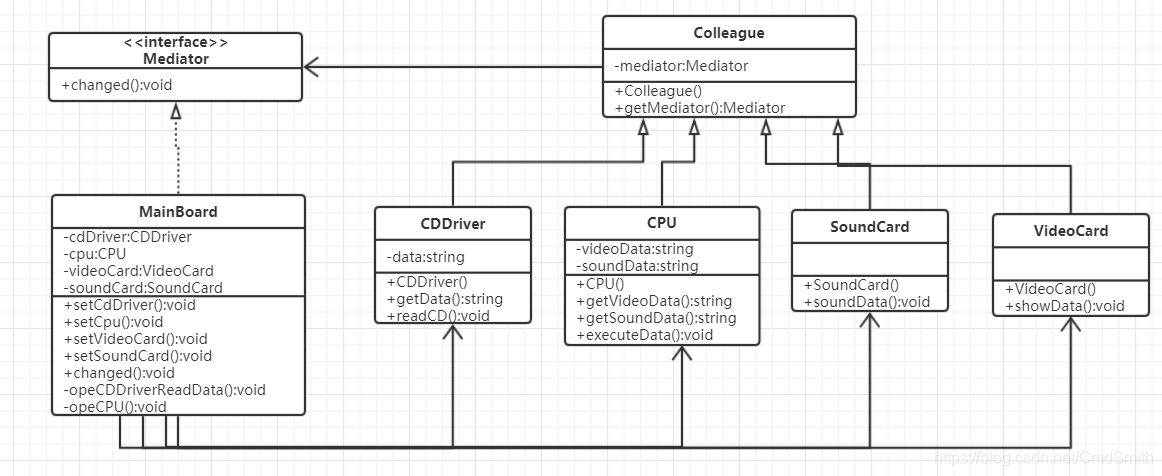 <<interface>>
Mediator
+changed():void
Colleague
-mediator:Mediator
+Colleague()
+getMediator():Mediator
MainBoard
-cdDriver:CDDriver
-cpu:CPU
-videoCard:VideoCard
-soundCard:SoundCard
+setCdDriver():void
+setCpu():void
+setVideoCard():void
+setSoundCard():void
+changed():void
-opeCDDriverReadData():void
-opeCPU():void
CDDriver
-data:string
+CDDriver()
+getData():string
+readCD():void
CPU
-videoData:string
-soundData:string
+CPU()
+getVideoData():string
+getSoundData():string
+executeData():void
SoundCard
+SoundCard()
+soundData():void
VideoCard
+VideoCard()
+showData():void
https://blog.csdn.net/CmdSmith